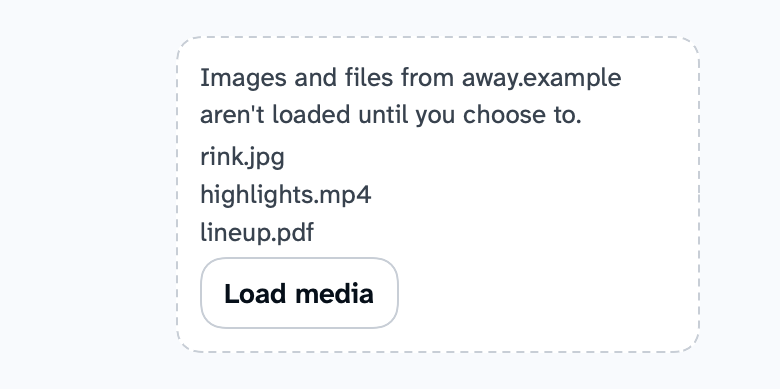 Images and files from away.example
aren't loaded until you choose to.
rink.jpg
highlights.mp4
lineup.pdf
Load media